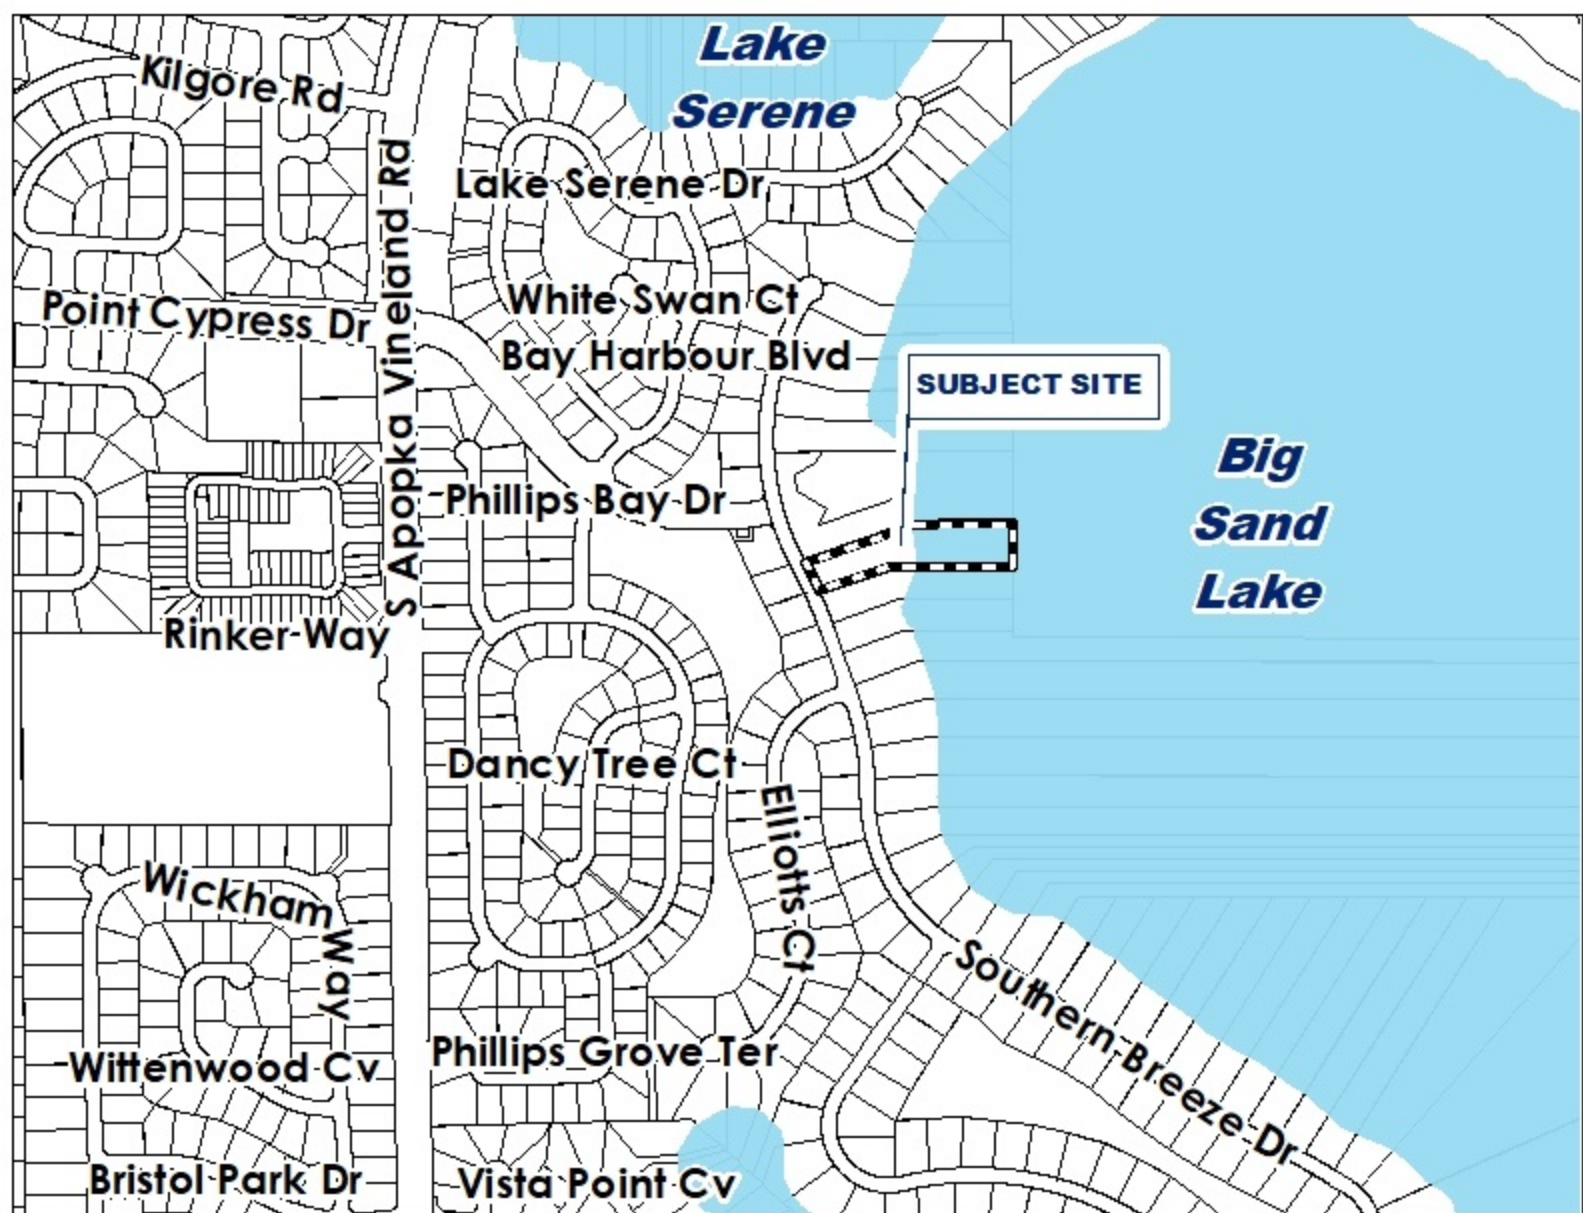 Lake
Serene
Kilgore Rd
Lake Serene Dr
S Apopka Vineland Rd
White Swan Ct
Point Cypress Dr
Bay Harbour Blvd
SUBJECT SITE
Big
Sand
Lake
Phillips Bay Dr
Rinker Way
Dancy Tree Ct
Elliotts Ct
Wickham Way
Southern Breeze Dr
Wittenwood Cv
Phillips Grove Ter
Bristol Park Dr
Vista Point Cv